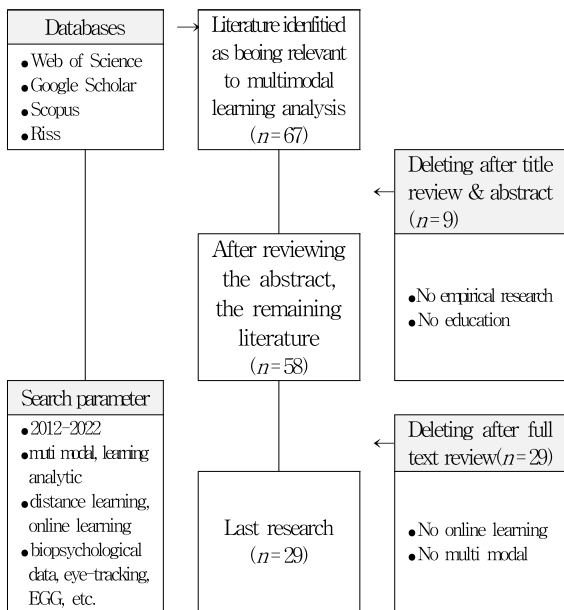 Databases
●Web of Science
●Google Scholar
●Scopus
●Riss
→
Literature idenfitied
as beoing relevant
to multimodal
learning analysis
(n=67)
←
Deleting after title
review & abstract
(n=9)
●No empirical research
●No education
After reviewing
the abstract,
the remaining
literature
(n=58)
Search parameter
●2012-2022
●muti modal, learning
analytic
●distance learning,
online learning
●biopsychological
data, eye-tracking,
EGG, etc.
←
Deleting after full
text review(n=29)
●No online learning
●No multi modal
Last research
(n=29)